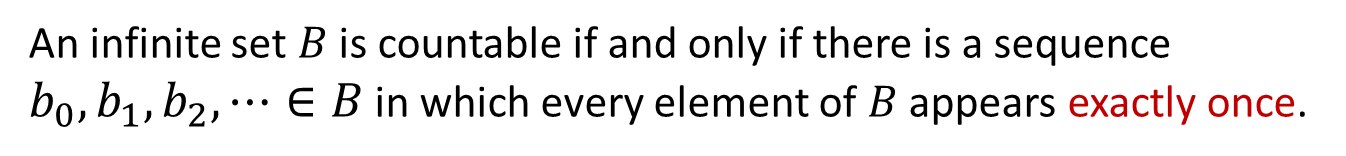 An infinite set B is countable if and only if there is a sequence
b₀, b₁, b₂, ⋯ ∈ B in which every element of B appears exactly once.